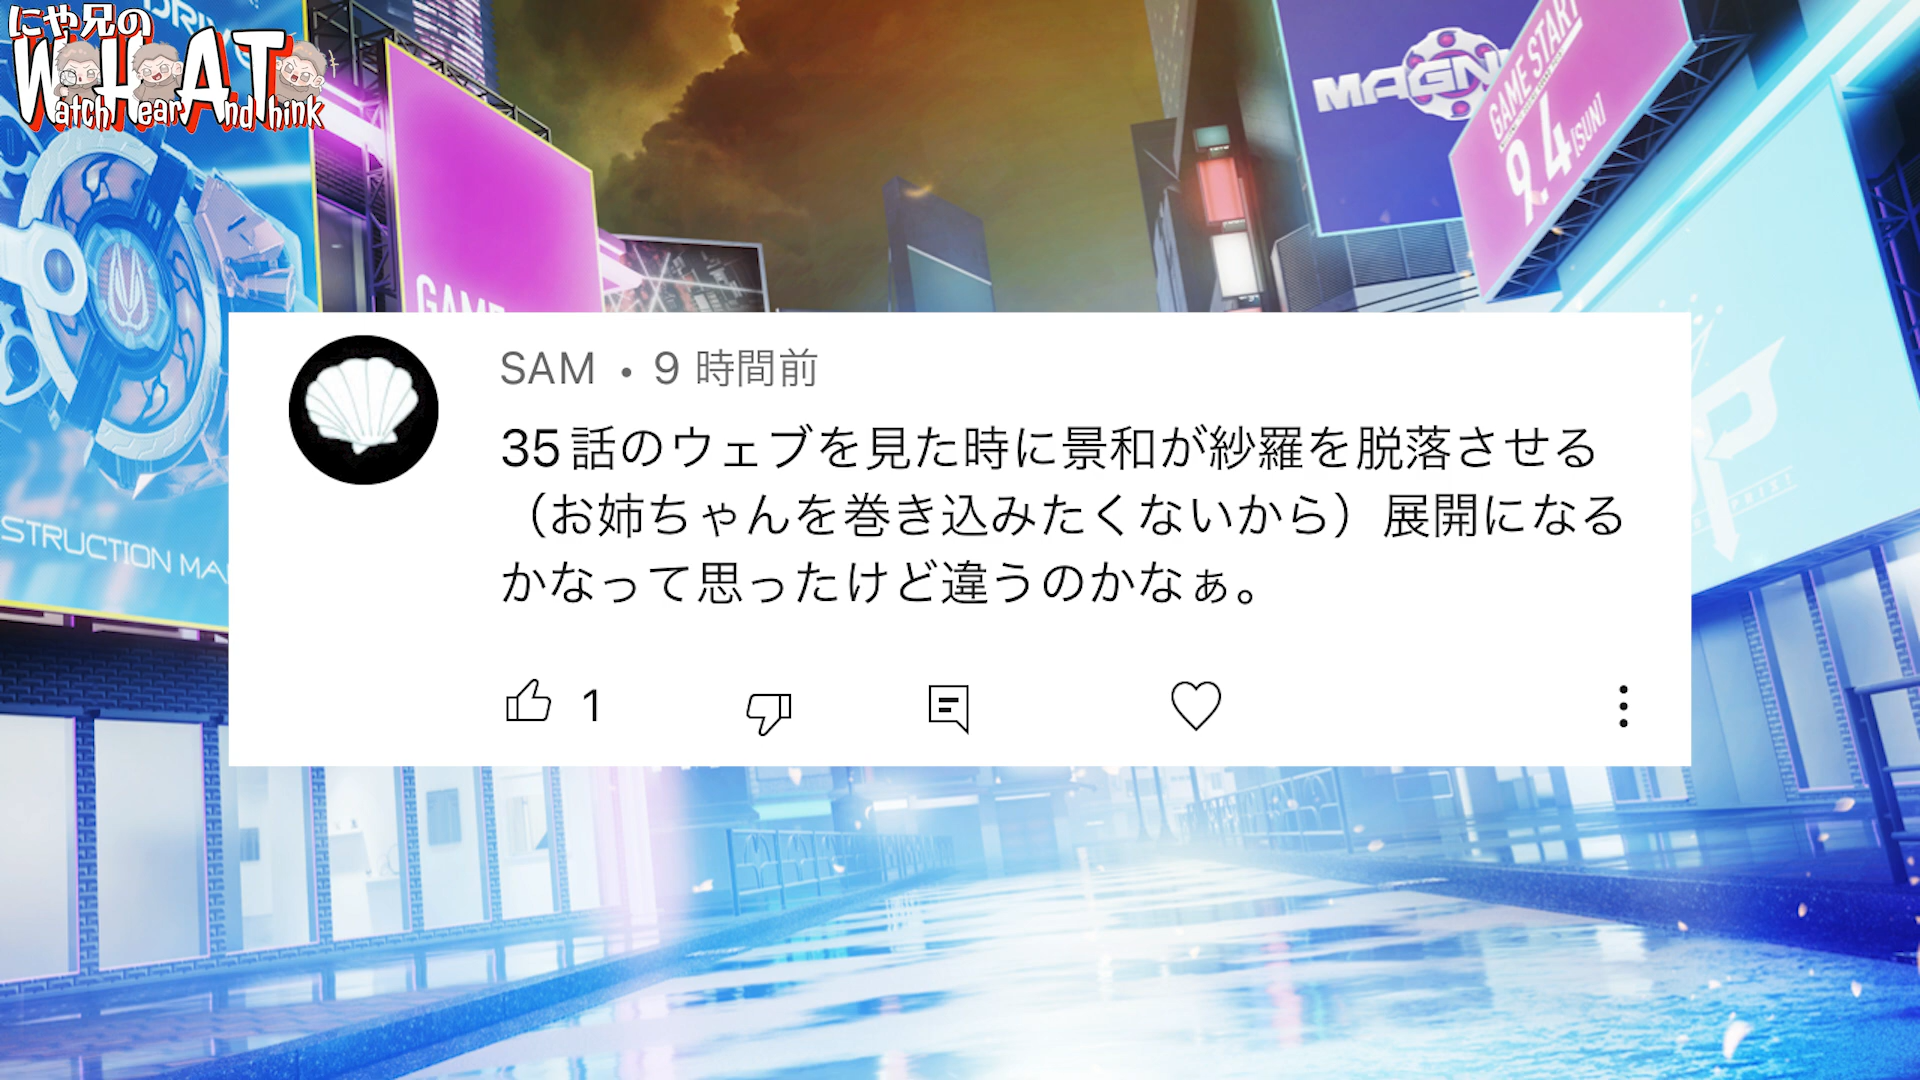 にや兄の
WHAT
Watch Hear And Think
MAGN
GAME START
9.4 [SUN]
GAME
SAM • 9 時間前
35話のウェブを見た時に景和が紗羅を脱落させる
（お姉ちゃんを巻き込みたくないから）展開になる
かなって思ったけど違うのかなぁ。
STRUCTION MA
1